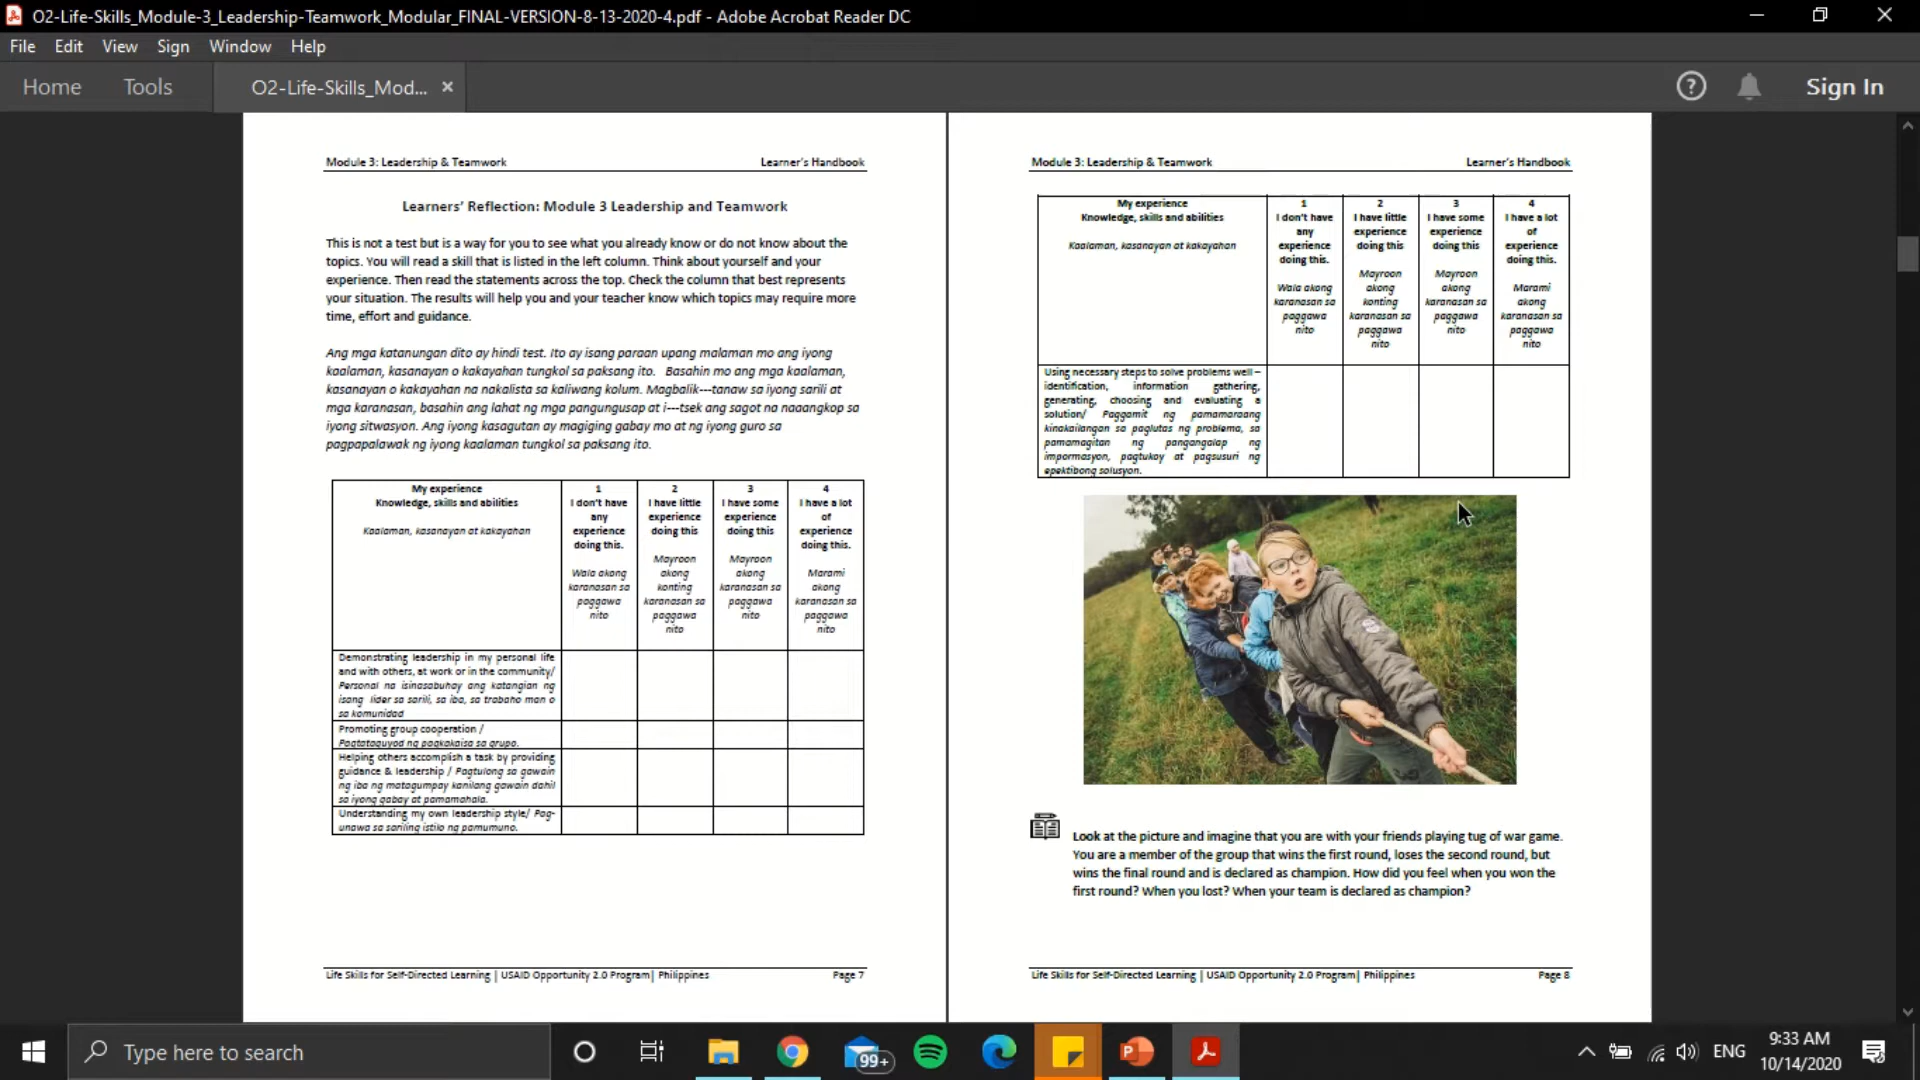 O2-Life-Skills_Module-3_Leadership-Teamwork_Modular_FINAL-VERSION-8-13-2020-4.pdf - Adobe Acrobat Reader DC
File Edit View Sign Window Help
Home Tools O2-Life-Skills_Mod... × Sign In
Module 3: Leadership & Teamwork Learner's Handbook
Learners' Reflection: Module 3 Leadership and Teamwork
This is not a test but is a way for you to see what you already know or do not know about the
topics. You will read a skill that is listed in the left column. Think about yourself and your
experience. Then read the statements across the top. Check the column that best represents
your situation. The results will help you and your teacher know which topics may require more
time, effort and guidance.
Ang mga katanungan dito ay hindi test. Ito ay isang paraan upang malaman mo ang iyong
kaalaman, kasanayan o kakayahan tungkol sa paksang ito. Basahin mo ang mga kaalaman,
kasanayan o kakayahan na nakalista sa kaliwang kolum. Magbalik---tanaw sa iyong sarili at
mga karanasan, basahin ang lahat ng mga pangungusap at i---tsek ang sagot na naaangkop sa
iyong sitwasyon. Ang iyong kasagutan ay magiging gabay mo at ng iyong guro sa
pagpapalawak ng iyong kaalaman tungkol sa paksang ito.
My experience
Knowledge, skills and abilities
Kaalaman, kasanayan at kakayahan
1
I don't have
any
experience
doing this.
Wala akong
karanasan sa
paggawa
nito
2
I have little
experience
doing this
Mayroon
akong
konting
karanasan sa
paggawa
nito
3
I have some
experience
doing this
Mayroon
akong
karanasan sa
paggawa
nito
4
I have a lot
of
experience
doing this.
Marami
akong
karanasan sa
paggawa
nito
Demonstrating leadership in my personal life
and with others, at work or in the community/
Personal na isinasabuhay ang katangian ng
isang lider sa sarili, sa iba, sa trabaho man o
sa komunidad
Promoting group cooperation /
Pagtataguyod ng pagkakaisa sa grupo.
Helping others accomplish a task by providing
guidance & leadership / Pagtulong sa gawain
ng iba ng matagumpay kanilang gawain dahil
sa iyong gabay at pamamahala.
Understanding my own leadership style/ Pag-
unawa sa sariling istilo ng pamumuno.
Life Skills for Self-Directed Learning | USAID Opportunity 2.0 Program| Philippines Page 7
Module 3: Leadership & Teamwork Learner's Handbook
My experience
Knowledge, skills and abilities
Kaalaman, kasanayan at kakayahan
1
I don't have
any
experience
doing this.
Wala akong
karanasan sa
paggawa
nito
2
I have little
experience
doing this
Mayroon
akong
konting
karanasan sa
paggawa
nito
3
I have some
experience
doing this
Mayroon
akong
karanasan sa
paggawa
nito
4
I have a lot
of
experience
doing this.
Marami
akong
karanasan sa
paggawa
nito
Using necessary steps to solve problems well –
identification, information gathering,
generating, choosing and evaluating a
solution/ Paggamit ng pamamaraang
kinakailangan sa paglutas ng problema, sa
pamamagitan ng pangangalap ng
impormasyon, pagtukoy at pagsusuri ng
epektibong solusyon.
Look at the picture and imagine that you are with your friends playing tug of war game.
You are a member of the group that wins the first round, loses the second round, but
wins the final round and is declared as champion. How did you feel when you won the
first round? When you lost? When your team is declared as champion?
Life Skills for Self-Directed Learning | USAID Opportunity 2.0 Program| Philippines Page 8
Type here to search
99+
ENG
9:33 AM
10/14/2020